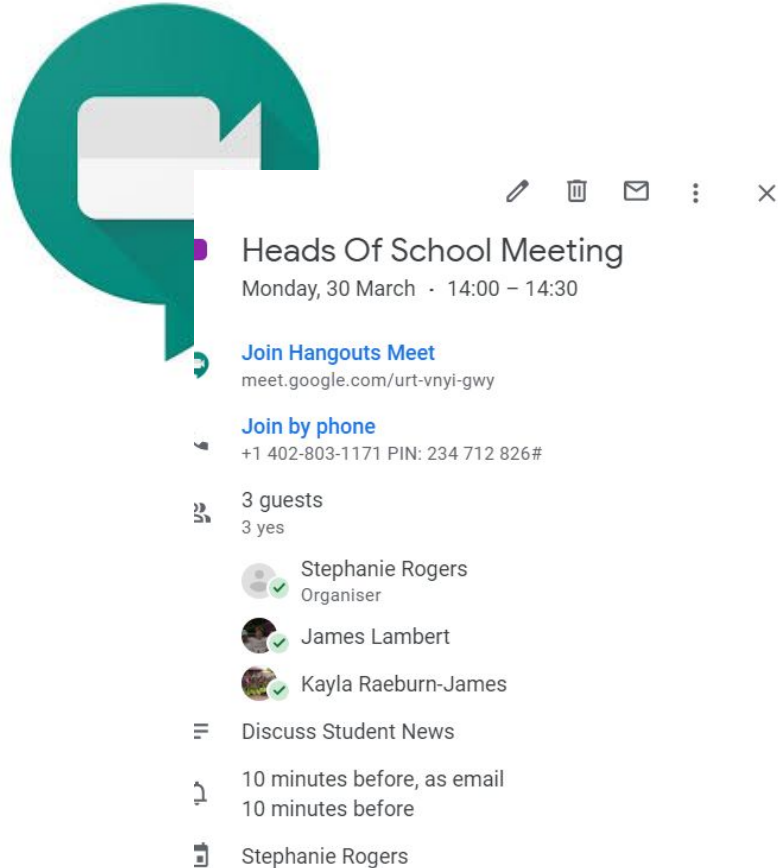 Heads Of School Meeting
Monday, 30 March · 14:00 – 14:30
Join Hangouts Meet
meet.google.com/urt-vnyi-gwy
Join by phone
+1 402-803-1171 PIN: 234 712 826#
3 guests
3 yes
Stephanie Rogers
Organiser
James Lambert
Kayla Raeburn-James
Discuss Student News
10 minutes before, as email
10 minutes before
Stephanie Rogers